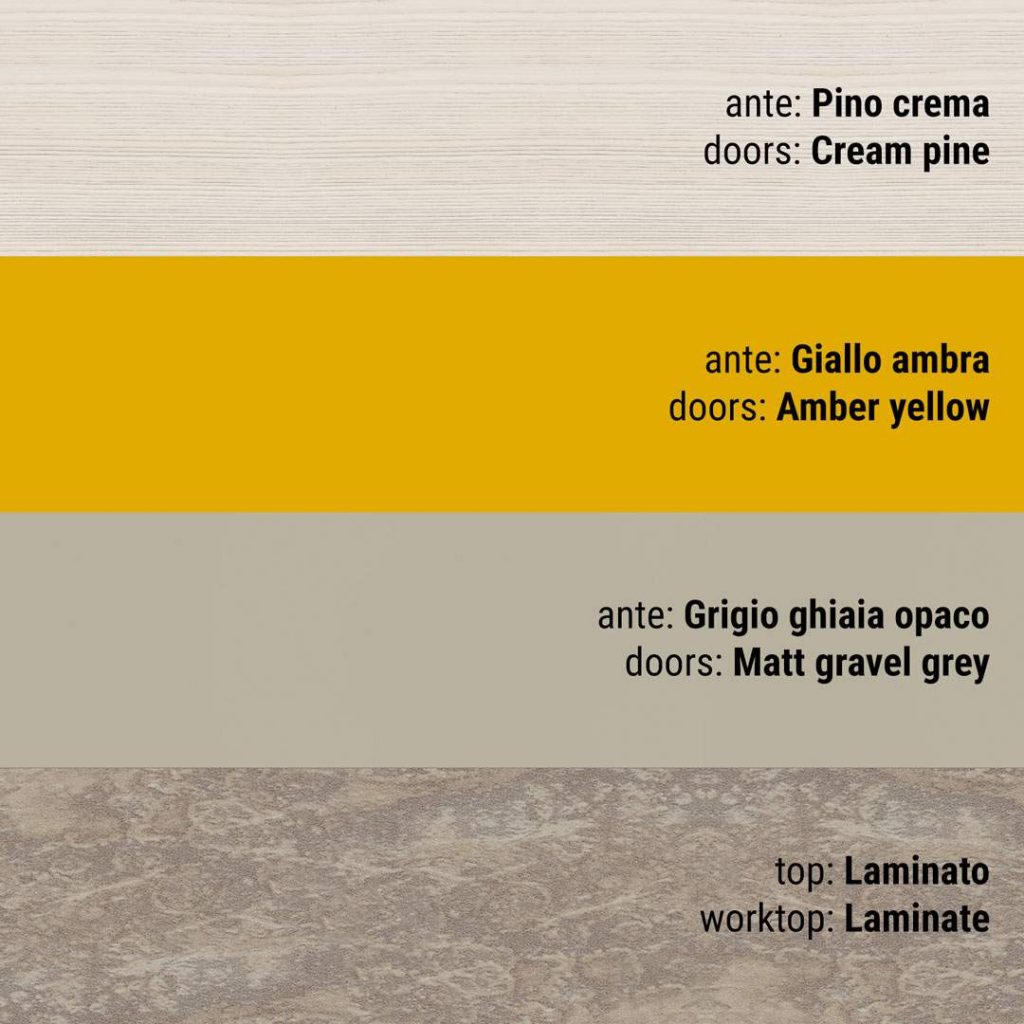 ante: Pino crema
doors: Cream pine
ante: Giallo ambra
doors: Amber yellow
ante: Grigio ghiaia opaco
doors: Matt gravel grey
top: Laminato
worktop: Laminate